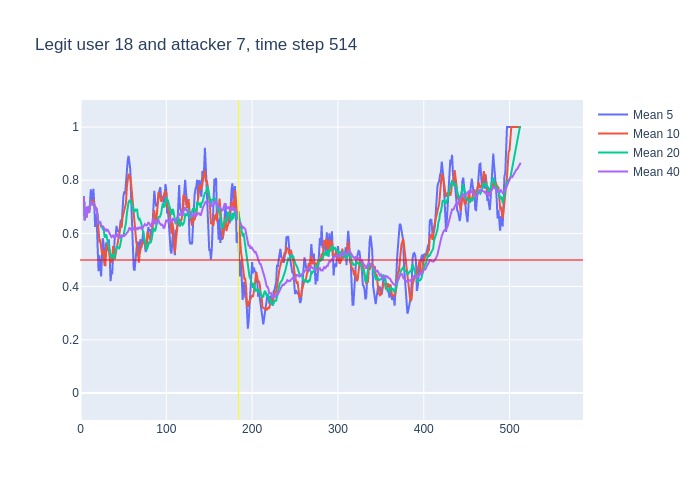 Legit user 18 and attacker 7, time step 514
Mean 5
Mean 10
Mean 20
Mean 40
1
0.8
0.6
0.4
0.2
0
0 100 200 300 400 500